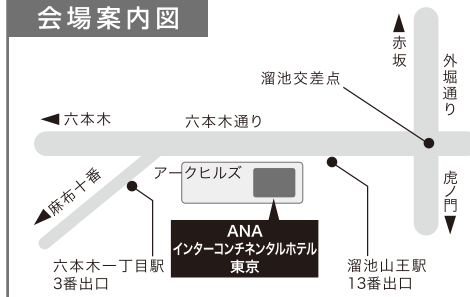 会場案内図
赤坂
外堀通り
溜池交差点
六本木
六本木通り
虎ノ門
アークヒルズ
麻布十番
ANA
インターコンチネンタルホテル
東京
六本木一丁目駅
3番出口
溜池山王駅
13番出口